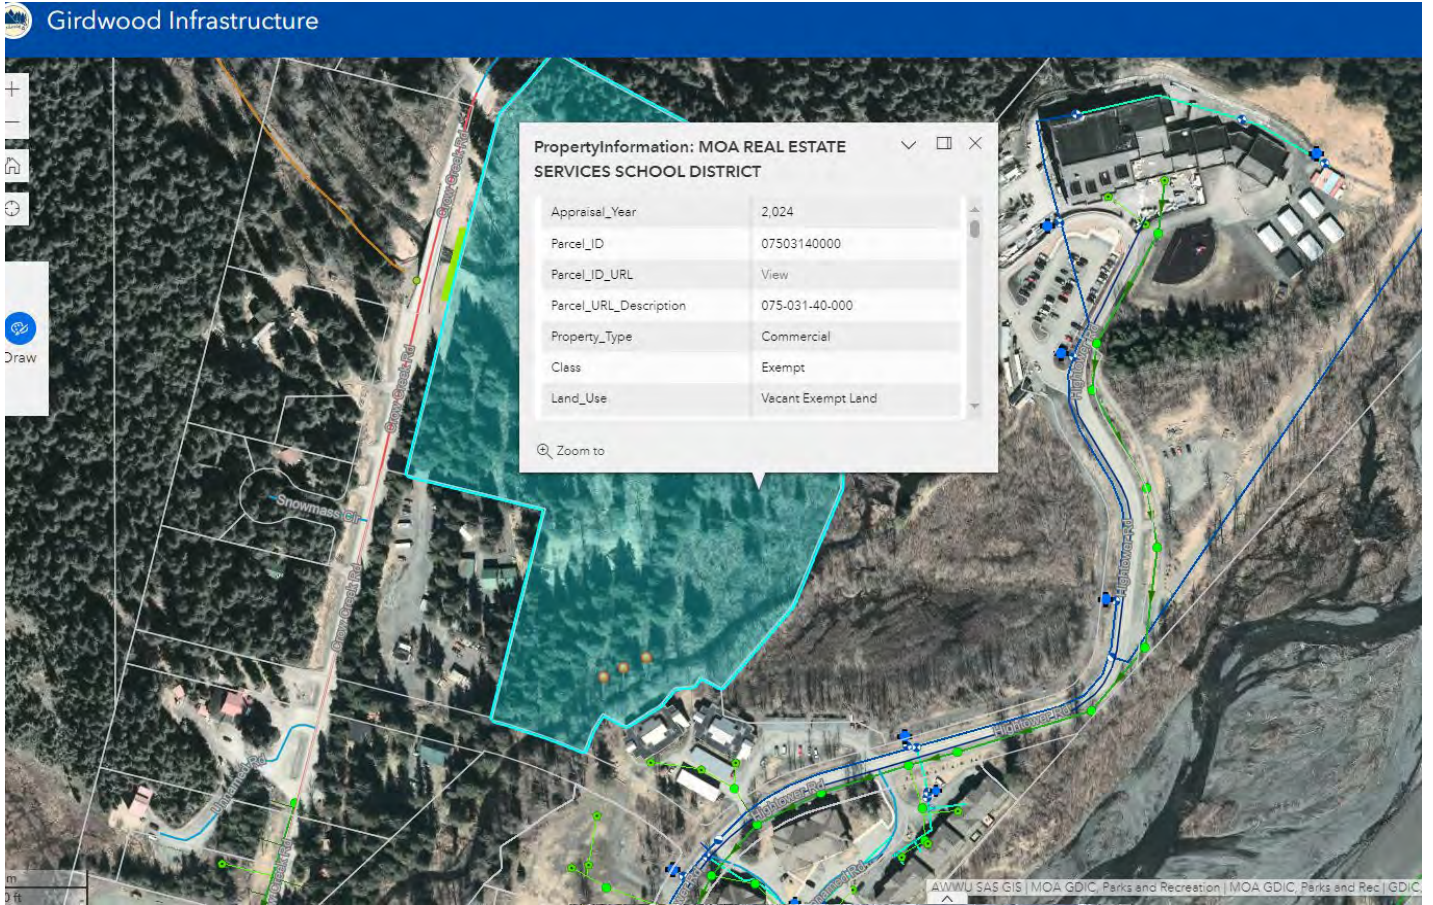 Girdwood Infrastructure
+
−
Draw
PropertyInformation: MOA REAL ESTATE
SERVICES SCHOOL DISTRICT
Appraisal_Year 2,024
Parcel_ID 07503140000
Parcel_ID_URL View
Parcel_URL_Description 075-031-40-000
Property_Type Commercial
Class Exempt
Land_Use Vacant Exempt Land
Zoom to
Crow Creek Rd
Crow Creek Rd
Snowmass Cir
Crow Creek Rd
Hightower Rd
Hightower Rd
Hightower Rd
Hightower Rd
AWWU SAS GIS | MOA GDIC, Parks and Recreation | MOA GDIC, Parks and Rec | GDIC,